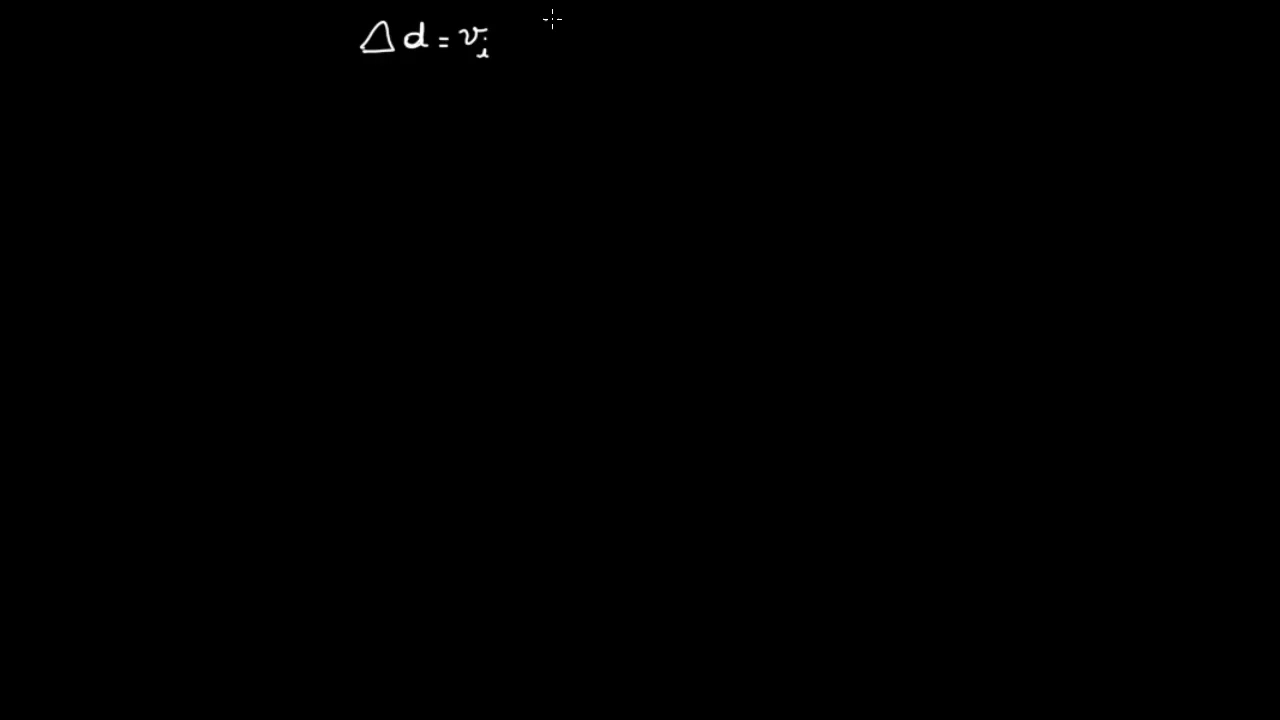 Δd = vᵢ